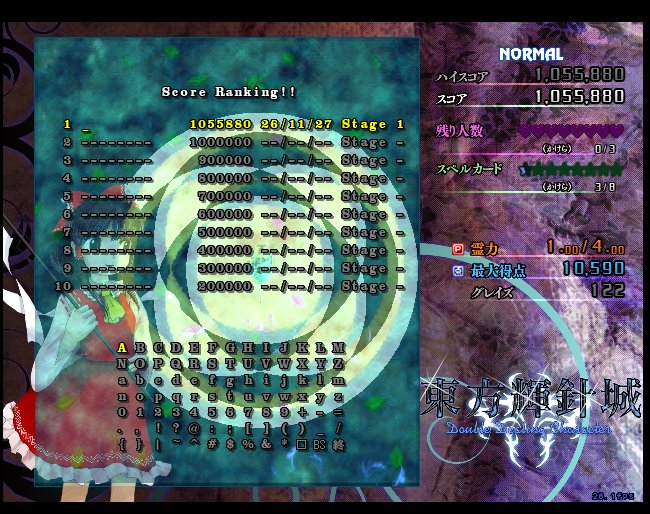 Score Ranking!!
1 _ 1055880 26/11/27 Stage 1
2 -------- 1000000 --/--/-- Stage -
3 -------- 900000 --/--/-- Stage -
4 -------- 800000 --/--/-- Stage -
5 -------- 700000 --/--/-- Stage -
6 -------- 600000 --/--/-- Stage -
7 -------- 500000 --/--/-- Stage -
8 -------- 400000 --/--/-- Stage -
9 -------- 300000 --/--/-- Stage -
10 -------- 200000 --/--/-- Stage -
A B C D E F G H I J K L M
N O P Q R S T U V W X Y Z
a b c d e f g h i j k l m
n o p q r s t u v w x y z
0 1 2 3 4 5 6 7 8 9 + - =
. , ! ? @ : ; [ ] ( ) _ /
{ } | ~ ^ # $ % & * □ BS 終
NORMAL
ハイスコア 1,055,880
スコア 1,055,880
残り人数
(かけら) 0/3
スペルカード
(かけら) 3/8
P 霊力 1.00/4.00
最大得点 10,590
グレイズ 122
東方輝針城
Double Dealing Character
28.1fps